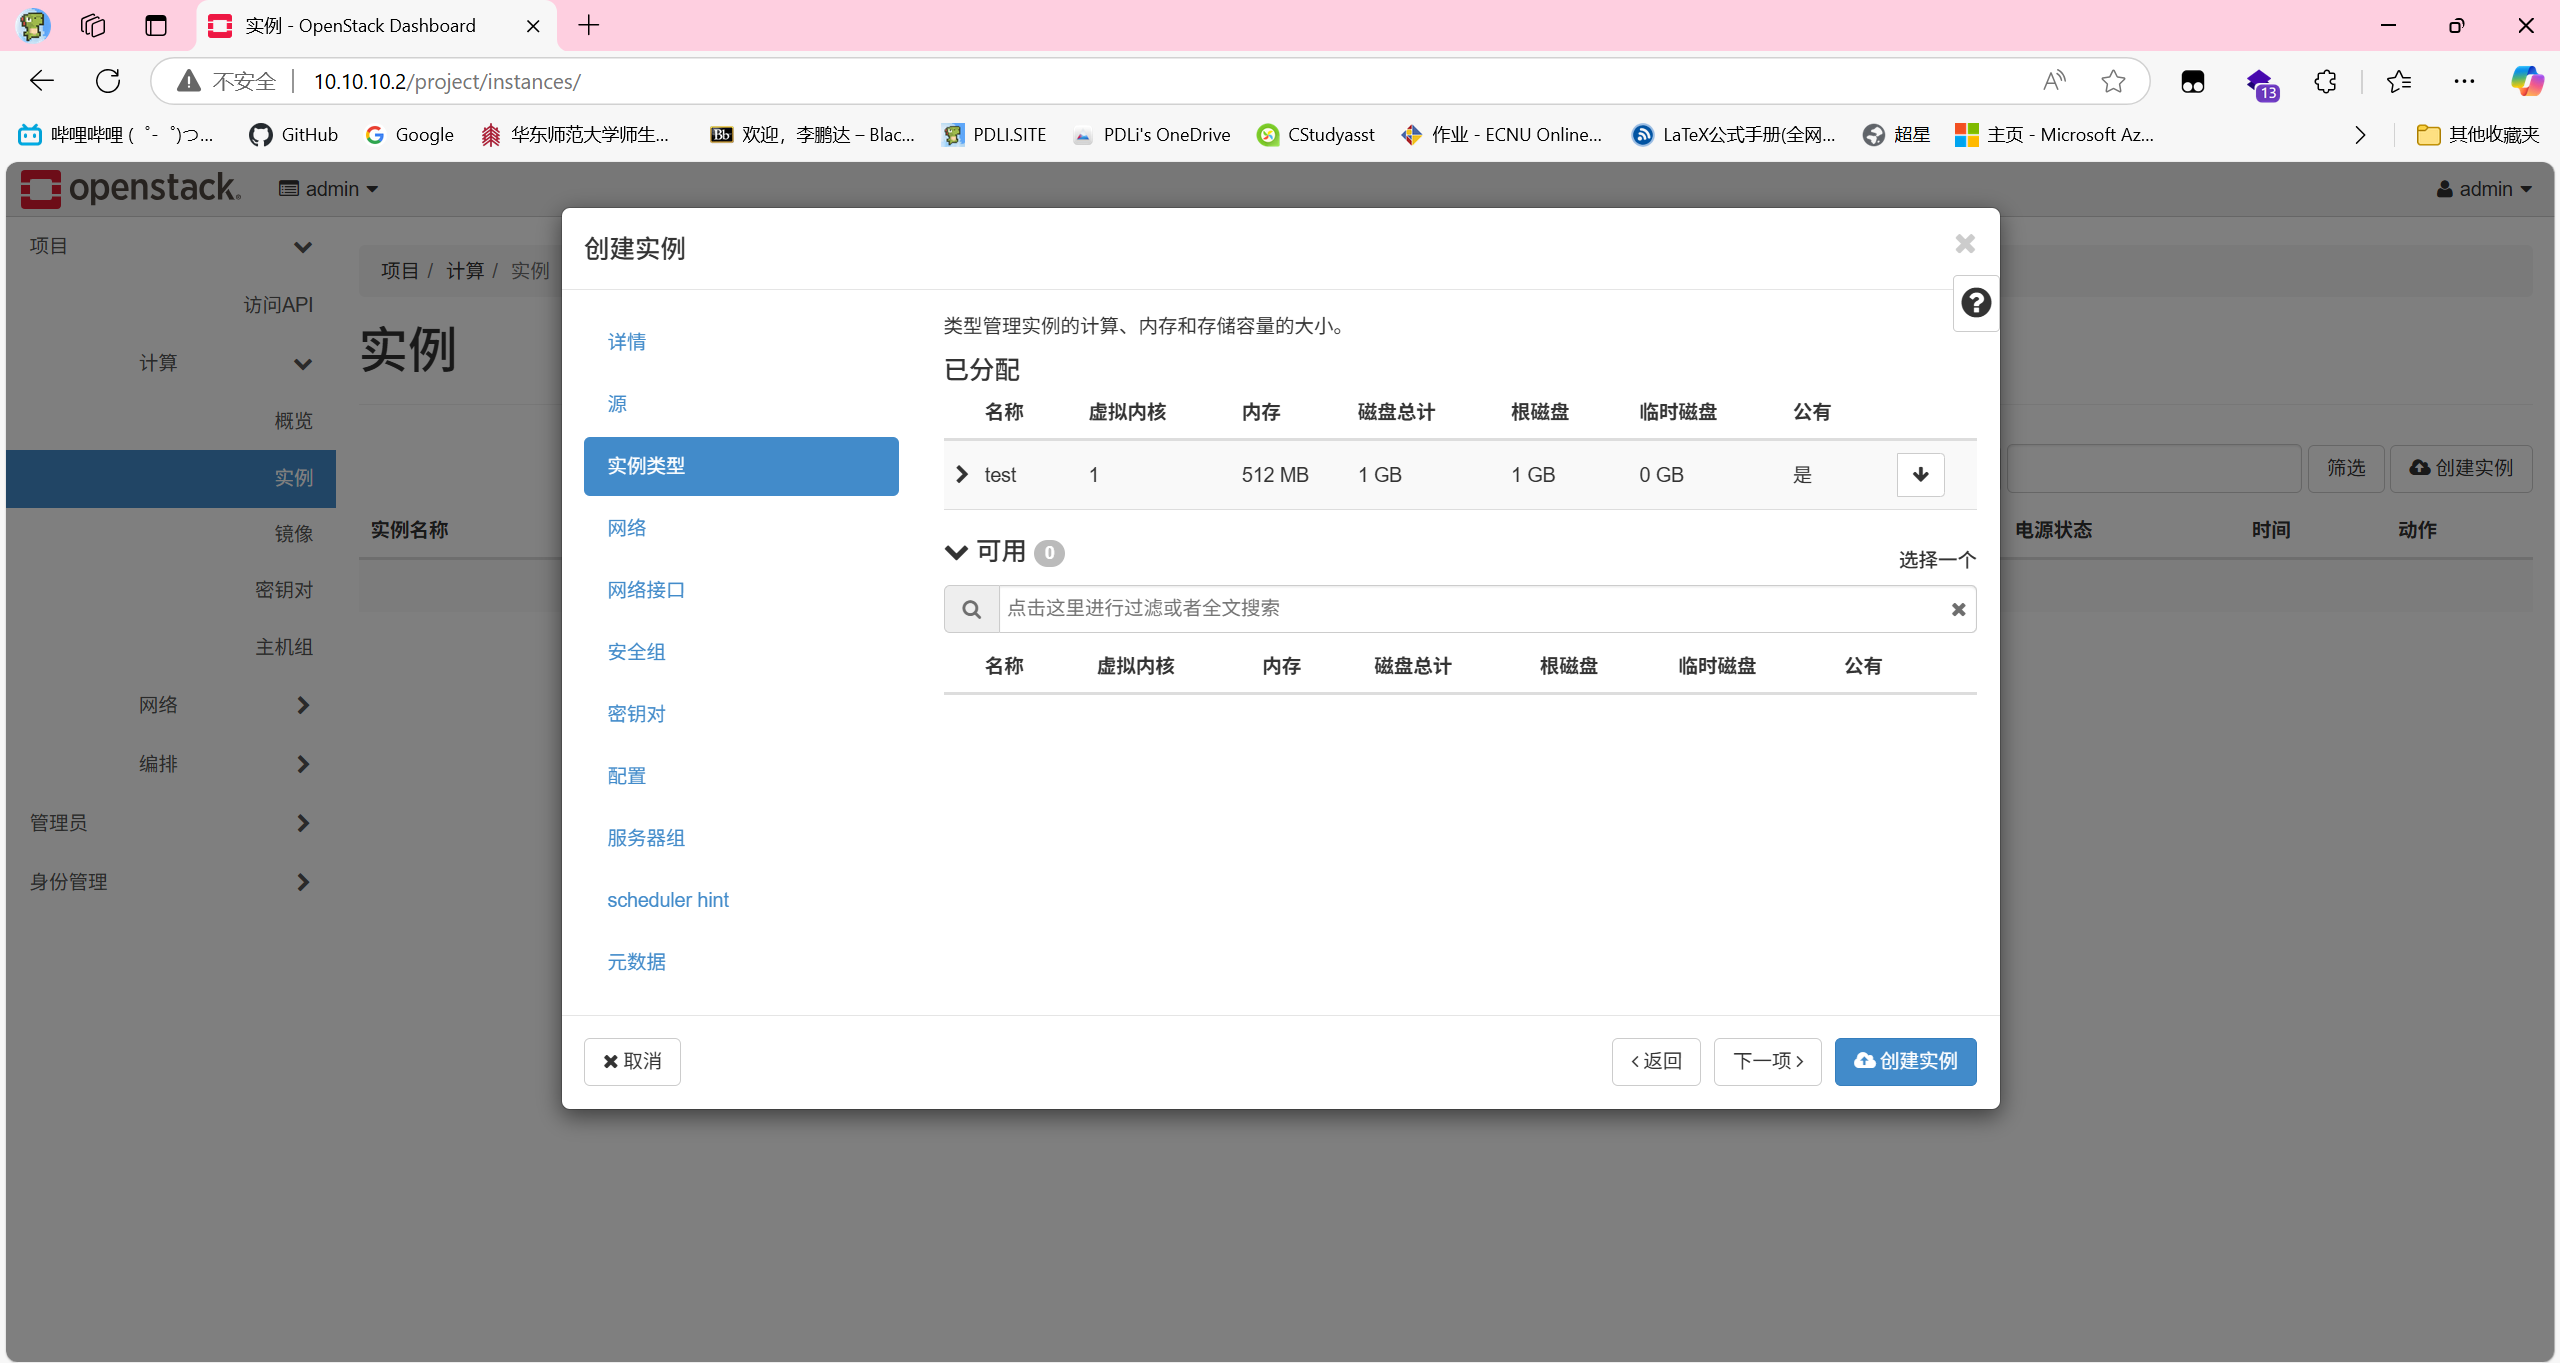 实例 - OpenStack Dashboard
不安全 10.10.10.2/project/instances/
13
哔哩哔哩 ( ゜- ゜)つ... GitHub Google 华东师范大学师生... Bb 欢迎，李鹏达 – Blac... PDLI.SITE PDLi's OneDrive CStudyasst 作业 - ECNU Online... LaTeX公式手册(全网... 超星 主页 - Microsoft Az... 其他收藏夹
openstack. admin admin
项目
访问API
计算
概览
实例
镜像
密钥对
主机组
网络
编排
管理员
身份管理
项目 / 计算 / 实例
实例
筛选 创建实例
实例名称 电源状态 时间 动作
创建实例
详情
源
实例类型
网络
网络接口
安全组
密钥对
配置
服务器组
scheduler hint
元数据
类型管理实例的计算、内存和存储容量的大小。
已分配
名称 虚拟内核 内存 磁盘总计 根磁盘 临时磁盘 公有
test 1 512 MB 1 GB 1 GB 0 GB 是
可用 0 选择一个
点击这里进行过滤或者全文搜索
名称 虚拟内核 内存 磁盘总计 根磁盘 临时磁盘 公有
取消 ‹返回 下一项› 创建实例